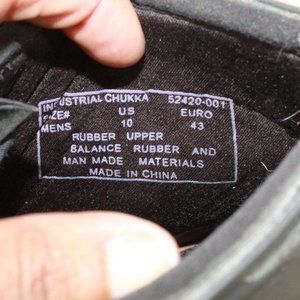 INDUSTRIAL CHUKKA 52420-001
SIZE# US EURO
MENS 10 43
RUBBER UPPER
BALANCE RUBBER AND
MAN MADE MATERIALS
MADE IN CHINA